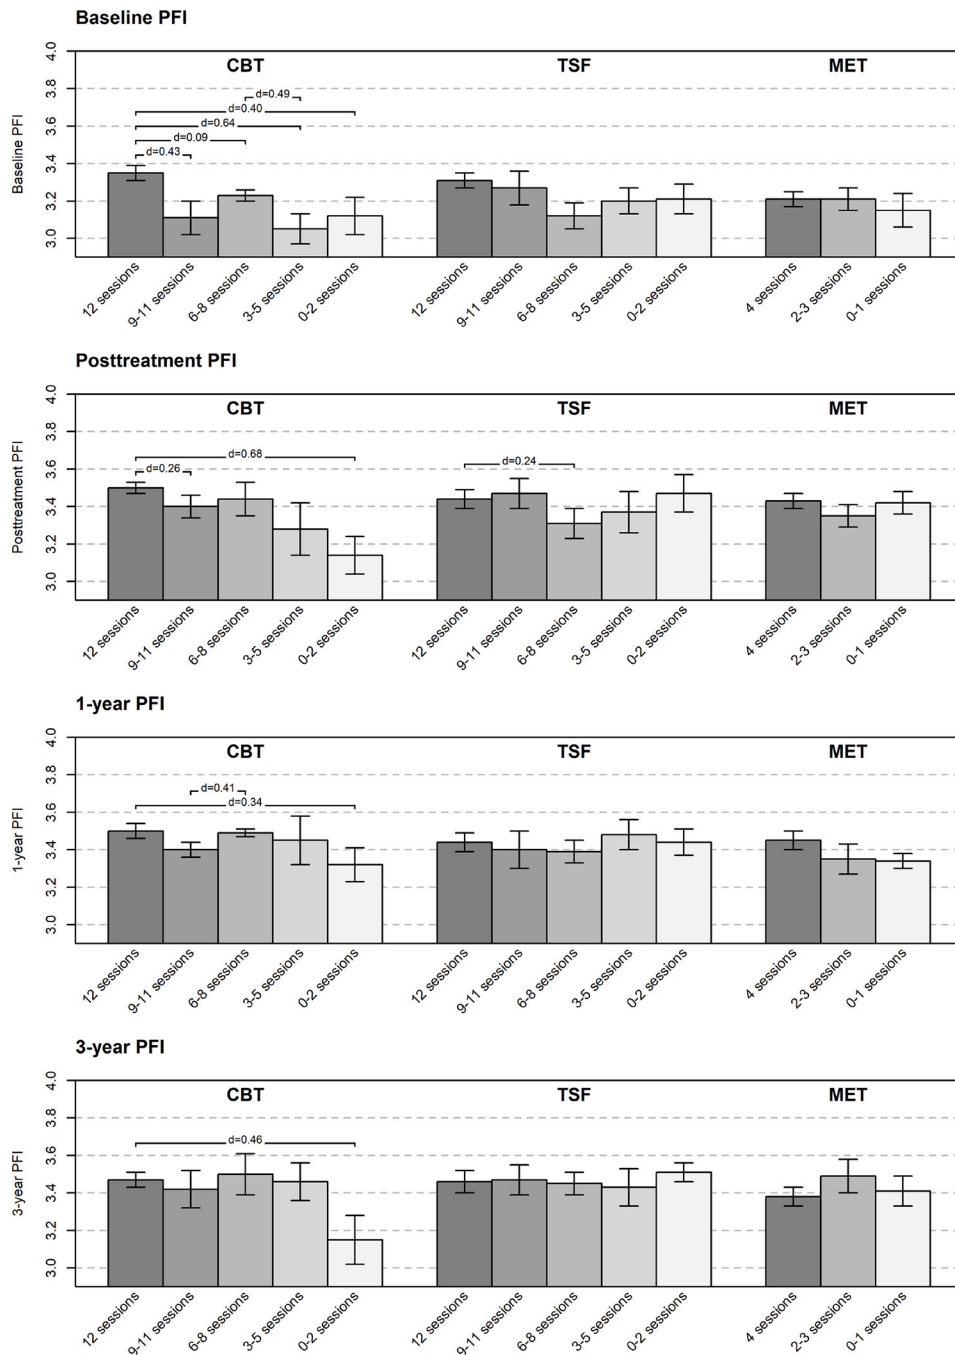 Baseline PFI
CBT TSF MET
Baseline PFI
4.0
3.8
3.6
3.4
3.2
3.0
d=0.49
d=0.40
d=0.64
d=0.09
d=0.43
12 sessions 9-11 sessions 6-8 sessions 3-5 sessions 0-2 sessions 12 sessions 9-11 sessions 6-8 sessions 3-5 sessions 0-2 sessions 4 sessions 2-3 sessions 0-1 sessions
Posttreatment PFI
CBT TSF MET
Posttreatment PFI
4.0
3.8
3.6
3.4
3.2
3.0
d=0.68
d=0.26
d=0.24
12 sessions 9-11 sessions 6-8 sessions 3-5 sessions 0-2 sessions 12 sessions 9-11 sessions 6-8 sessions 3-5 sessions 0-2 sessions 4 sessions 2-3 sessions 0-1 sessions
1-year PFI
CBT TSF MET
1-year PFI
4.0
3.8
3.6
3.4
3.2
3.0
d=0.41
d=0.34
12 sessions 9-11 sessions 6-8 sessions 3-5 sessions 0-2 sessions 12 sessions 9-11 sessions 6-8 sessions 3-5 sessions 0-2 sessions 4 sessions 2-3 sessions 0-1 sessions
3-year PFI
CBT TSF MET
3-year PFI
4.0
3.8
3.6
3.4
3.2
3.0
d=0.46
12 sessions 9-11 sessions 6-8 sessions 3-5 sessions 0-2 sessions 12 sessions 9-11 sessions 6-8 sessions 3-5 sessions 0-2 sessions 4 sessions 2-3 sessions 0-1 sessions